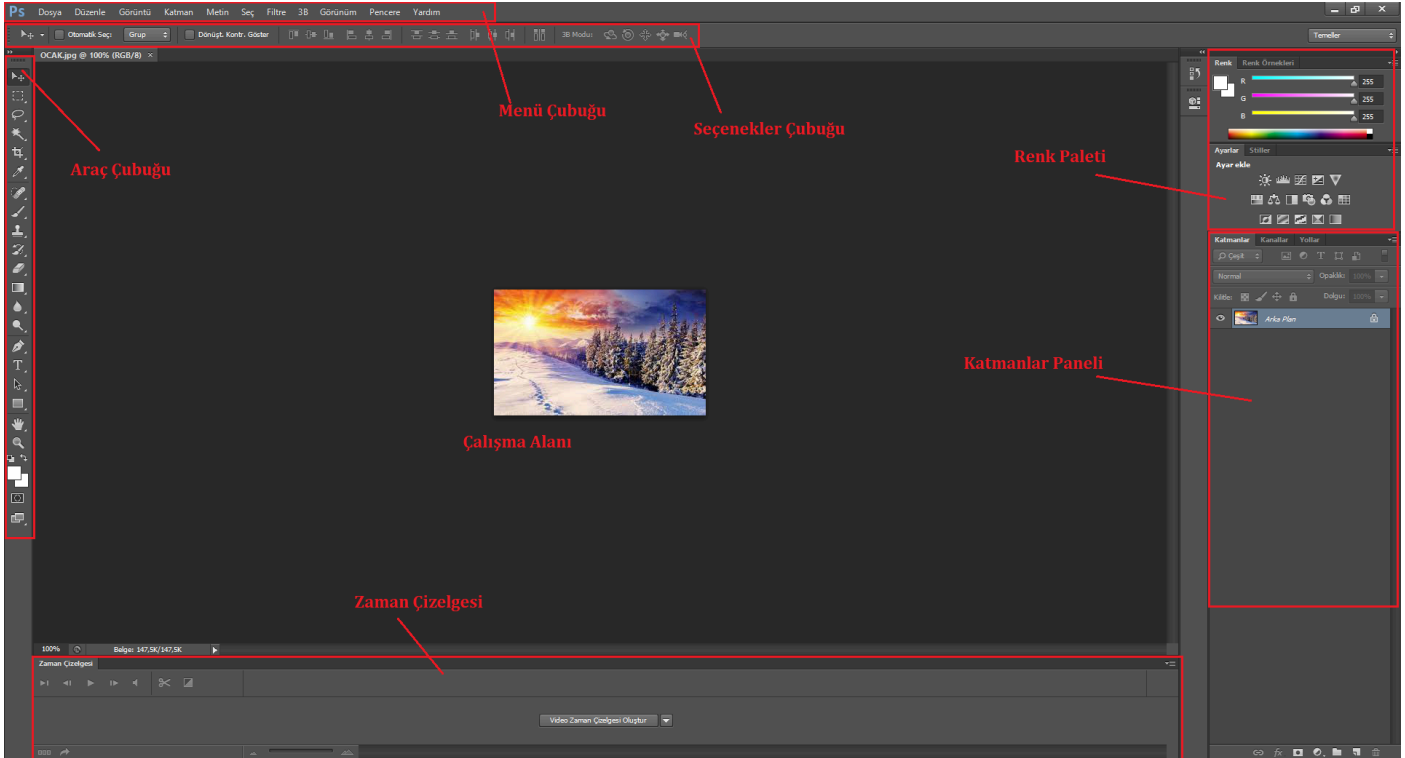 Ps Dosya Düzenle Görüntü Katman Metin Seç Filtre 3B Görünüm Pencere Yardım
Otomatik Seç: Grup Dönüşt. Kontr. Göster 3B Modu: Temeller
OCAK.jpg @ 100% (RGB/8) ×
Renk Renk Örnekleri
R 255
G 255
B 255
Menü Çubuğu
Seçenekler Çubuğu
Araç Çubuğu
Renk Paleti
Ayarlar Stiller
Ayar ekle
Katmanlar Kanallar Yollar
Çeşit
Normal Opaklık: 100%
Kilitle: Dolgu: 100%
Arka Plan
Katmanlar Paneli
Çalışma Alanı
Zaman Çizelgesi
100% Belge: 147,5K/147,5K
Zaman Çizelgesi
Video Zaman Çizelgesi Oluştur
fx